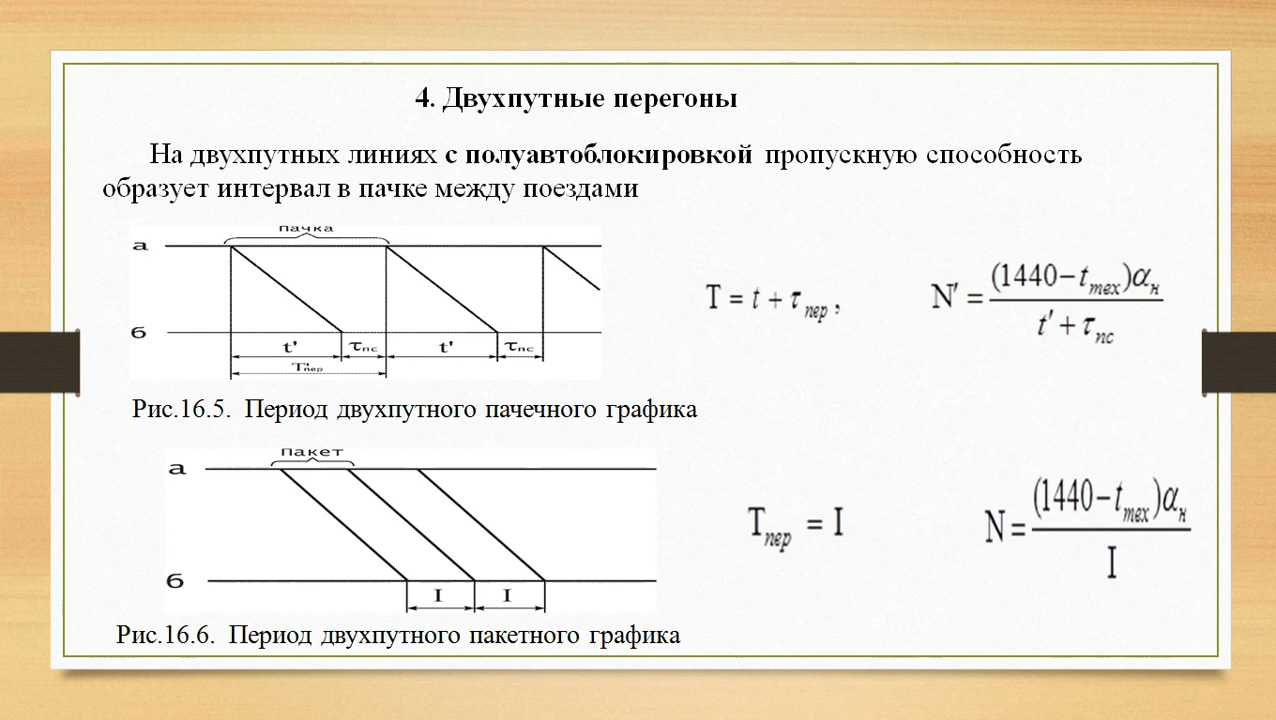 4. Двухпутные перегоны
На двухпутных линиях с полуавтоблокировкой пропускную способность
образует интервал в пачке между поездами
пачка
а
б
t' τпс t' τпс
T'пер
T = t + τпер ,
N' = (1440−tтех)αн / t' + τпс
Рис.16.5. Период двухпутного пачечного графика
пакет
а
б
I I
Tпер = I
N = (1440−tтех)αн / I
Рис.16.6. Период двухпутного пакетного графика